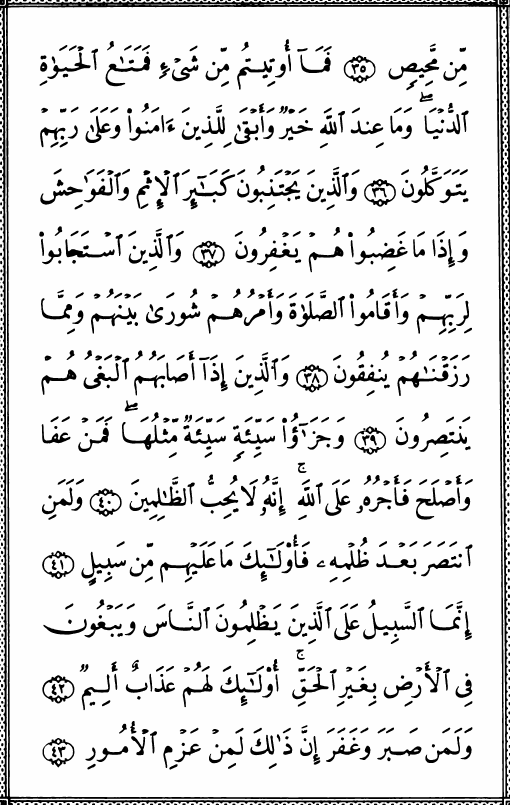 مِّن مَّحِيصٍ ٣٥ فَمَآ أُوتِيتُم مِّن شَىْءٍ فَمَتَٰعُ ٱلْحَيَوٰةِ
ٱلدُّنْيَا ۖ وَمَا عِندَ ٱللَّهِ خَيْرٌ وَأَبْقَىٰ لِلَّذِينَ ءَامَنُوا۟ وَعَلَىٰ رَبِّهِمْ
يَتَوَكَّلُونَ ٣٦ وَٱلَّذِينَ يَجْتَنِبُونَ كَبَٰٓئِرَ ٱلْإِثْمِ وَٱلْفَوَٰحِشَ
وَإِذَا مَا غَضِبُوا۟ هُمْ يَغْفِرُونَ ٣٧ وَٱلَّذِينَ ٱسْتَجَابُوا۟
لِرَبِّهِمْ وَأَقَامُوا۟ ٱلصَّلَوٰةَ وَأَمْرُهُمْ شُورَىٰ بَيْنَهُمْ وَمِمَّا
رَزَقْنَٰهُمْ يُنفِقُونَ ٣٨ وَٱلَّذِينَ إِذَآ أَصَابَهُمُ ٱلْبَغْىُ هُمْ
يَنتَصِرُونَ ٣٩ وَجَزَٰٓؤُا۟ سَيِّئَةٍ سَيِّئَةٌ مِّثْلُهَا ۖ فَمَنْ عَفَا
وَأَصْلَحَ فَأَجْرُهُۥ عَلَى ٱللَّهِ ۚ إِنَّهُۥ لَا يُحِبُّ ٱلظَّٰلِمِينَ ٤٠ وَلَمَنِ
ٱنتَصَرَ بَعْدَ ظُلْمِهِۦ فَأُو۟لَٰٓئِكَ مَا عَلَيْهِم مِّن سَبِيلٍ ٤١
إِنَّمَا ٱلسَّبِيلُ عَلَى ٱلَّذِينَ يَظْلِمُونَ ٱلنَّاسَ وَيَبْغُونَ
فِى ٱلْأَرْضِ بِغَيْرِ ٱلْحَقِّ ۚ أُو۟لَٰٓئِكَ لَهُمْ عَذَابٌ أَلِيمٌ ٤٢
وَلَمَن صَبَرَ وَغَفَرَ إِنَّ ذَٰلِكَ لَمِنْ عَزْمِ ٱلْأُمُورِ ٤٣